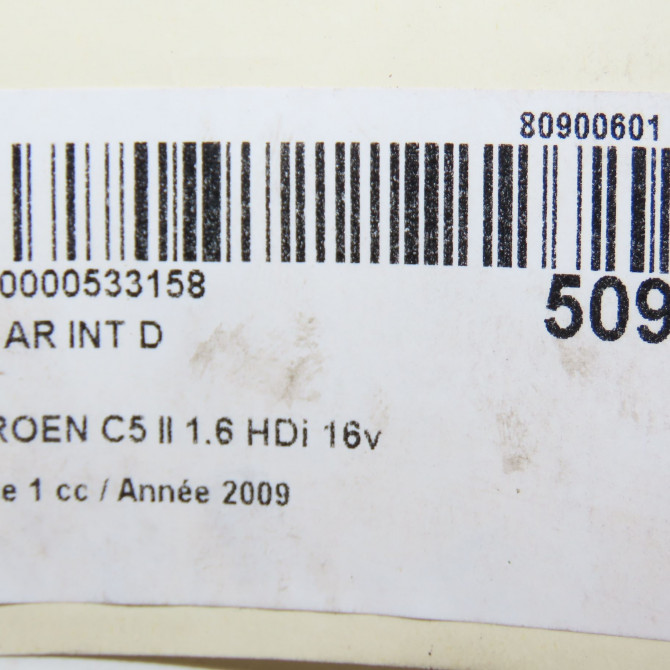 80900601
0000533158
509
AR INT D
ROEN C5 II 1.6 HDi 16v
e 1 cc / Année 2009